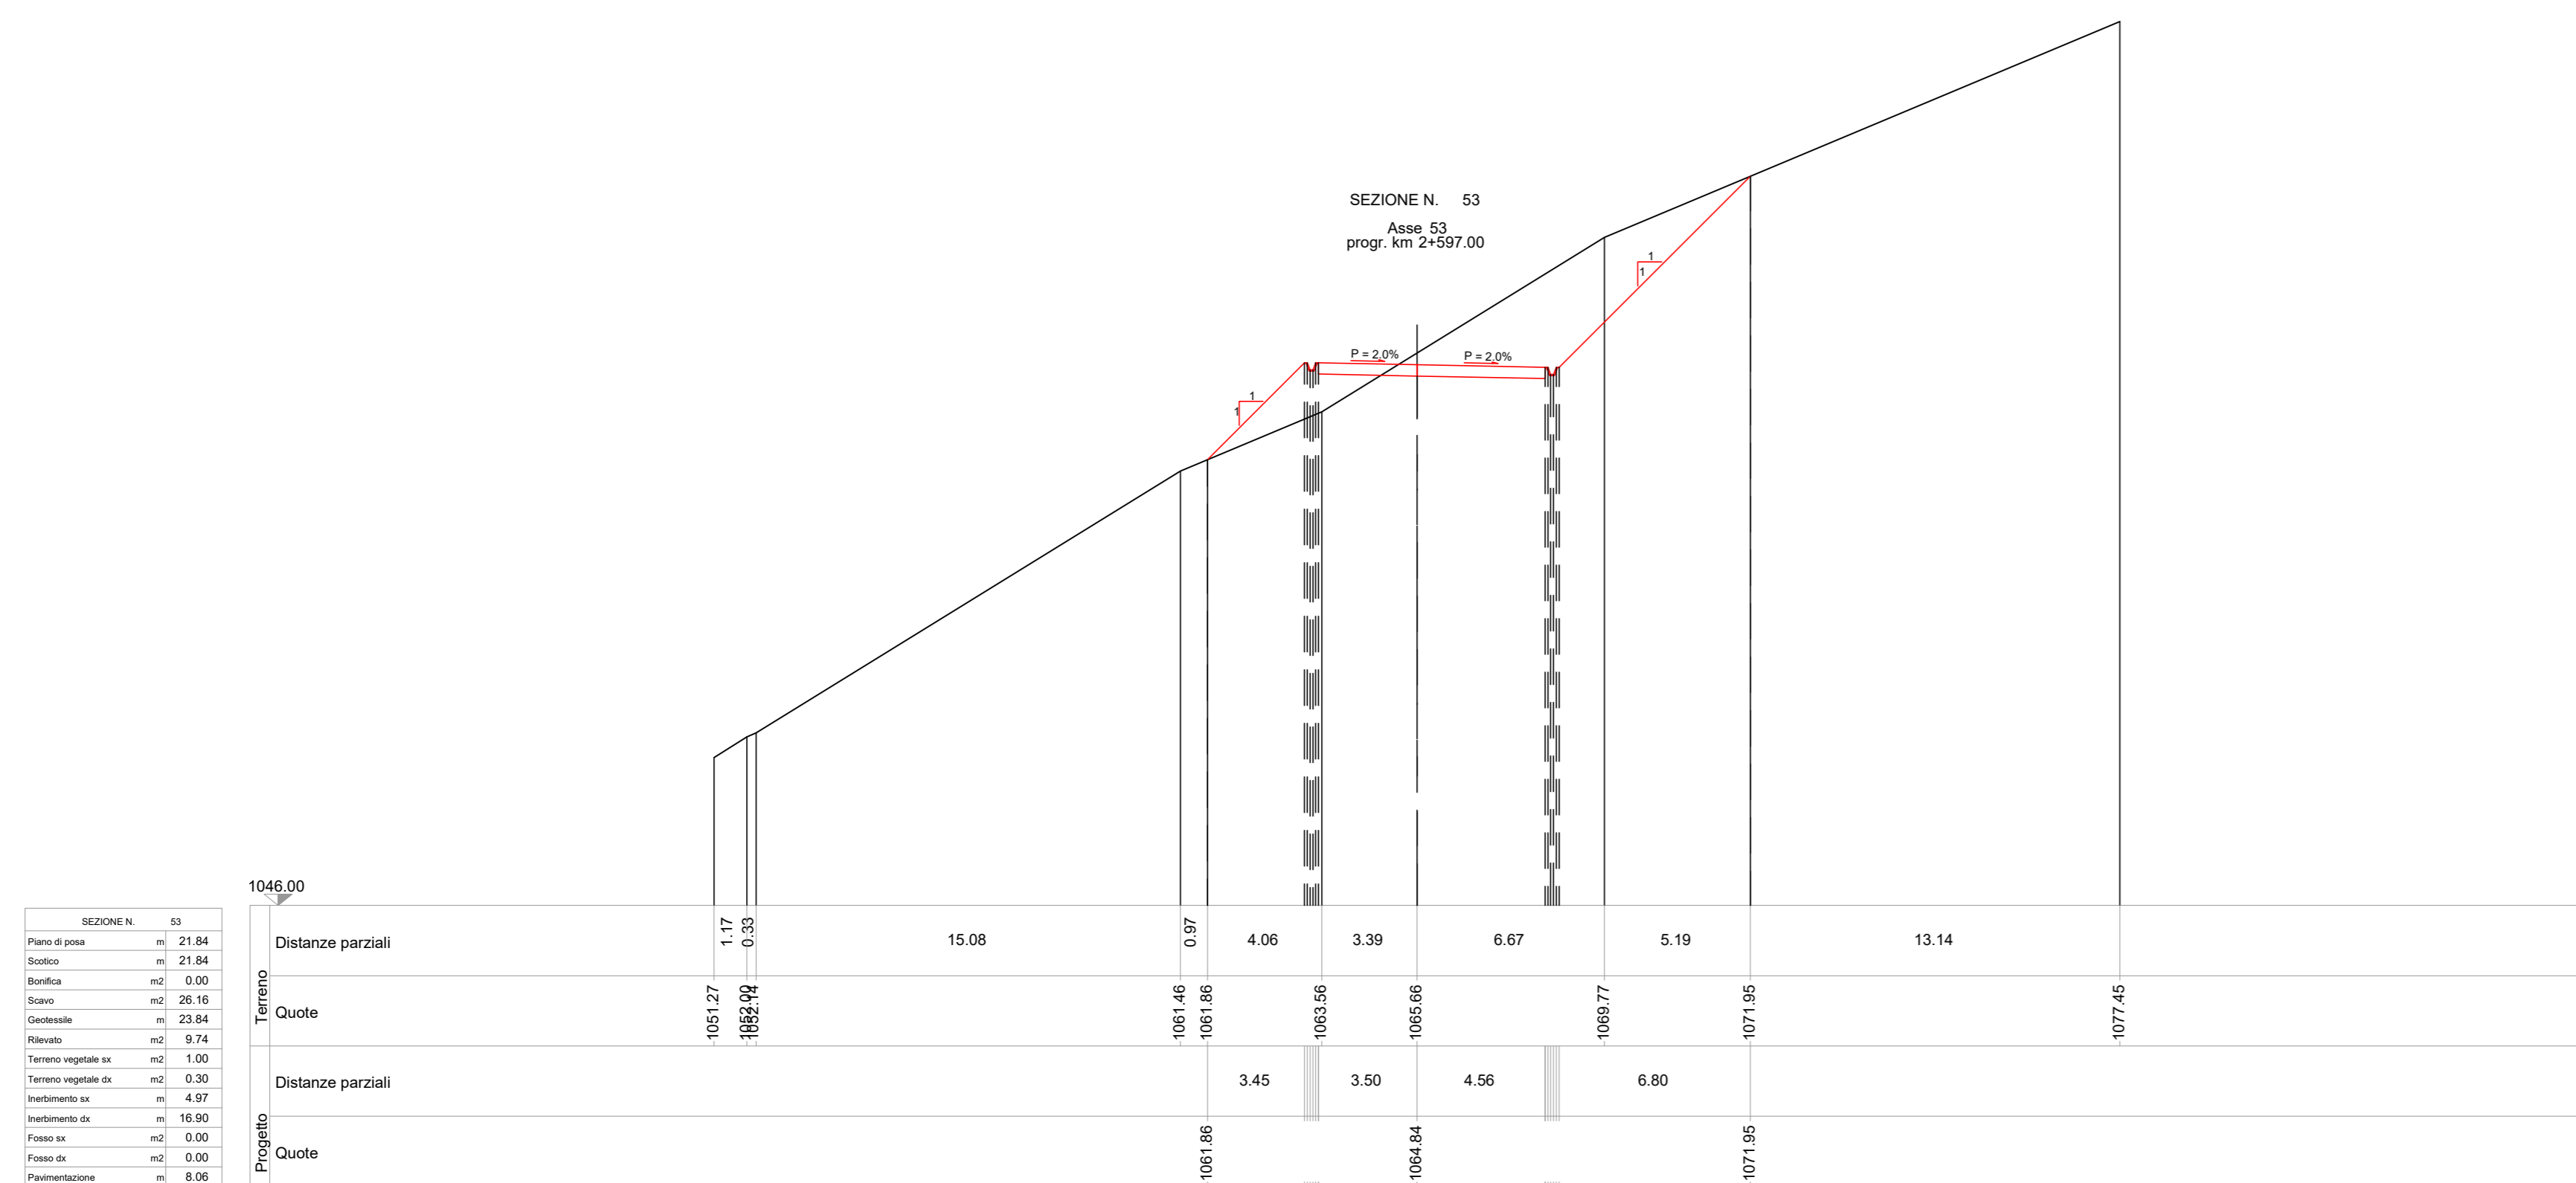 SEZIONE N. 53
Asse 53
progr. km 2+597.00
P = 2.0%
P = 2.0%
1
1
1
1
1046.00
SEZIONE N. 53
Piano di posa m 21.84
Scotico m 21.84
Bonifica m2 0.00
Scavo m2 26.16
Geotessile m 23.84
Rilevato m2 9.74
Terreno vegetale sx m2 1.00
Terreno vegetale dx m2 0.30
Inerbimento sx m 4.97
Inerbimento dx m 16.90
Fosso sx m2 0.00
Fosso dx m2 0.00
Pavimentazione m 8.06
Terreno
Distanze parziali
1.17 0.33 15.08 0.97 4.06 3.39 6.67 5.19 13.14
Quote
1051.27 1052.00 1052.14 1061.46 1061.86 1063.56 1065.66 1069.77 1071.95 1077.45
Progetto
Distanze parziali
3.45 3.50 4.56 6.80
Quote
1061.86 1064.84 1071.95